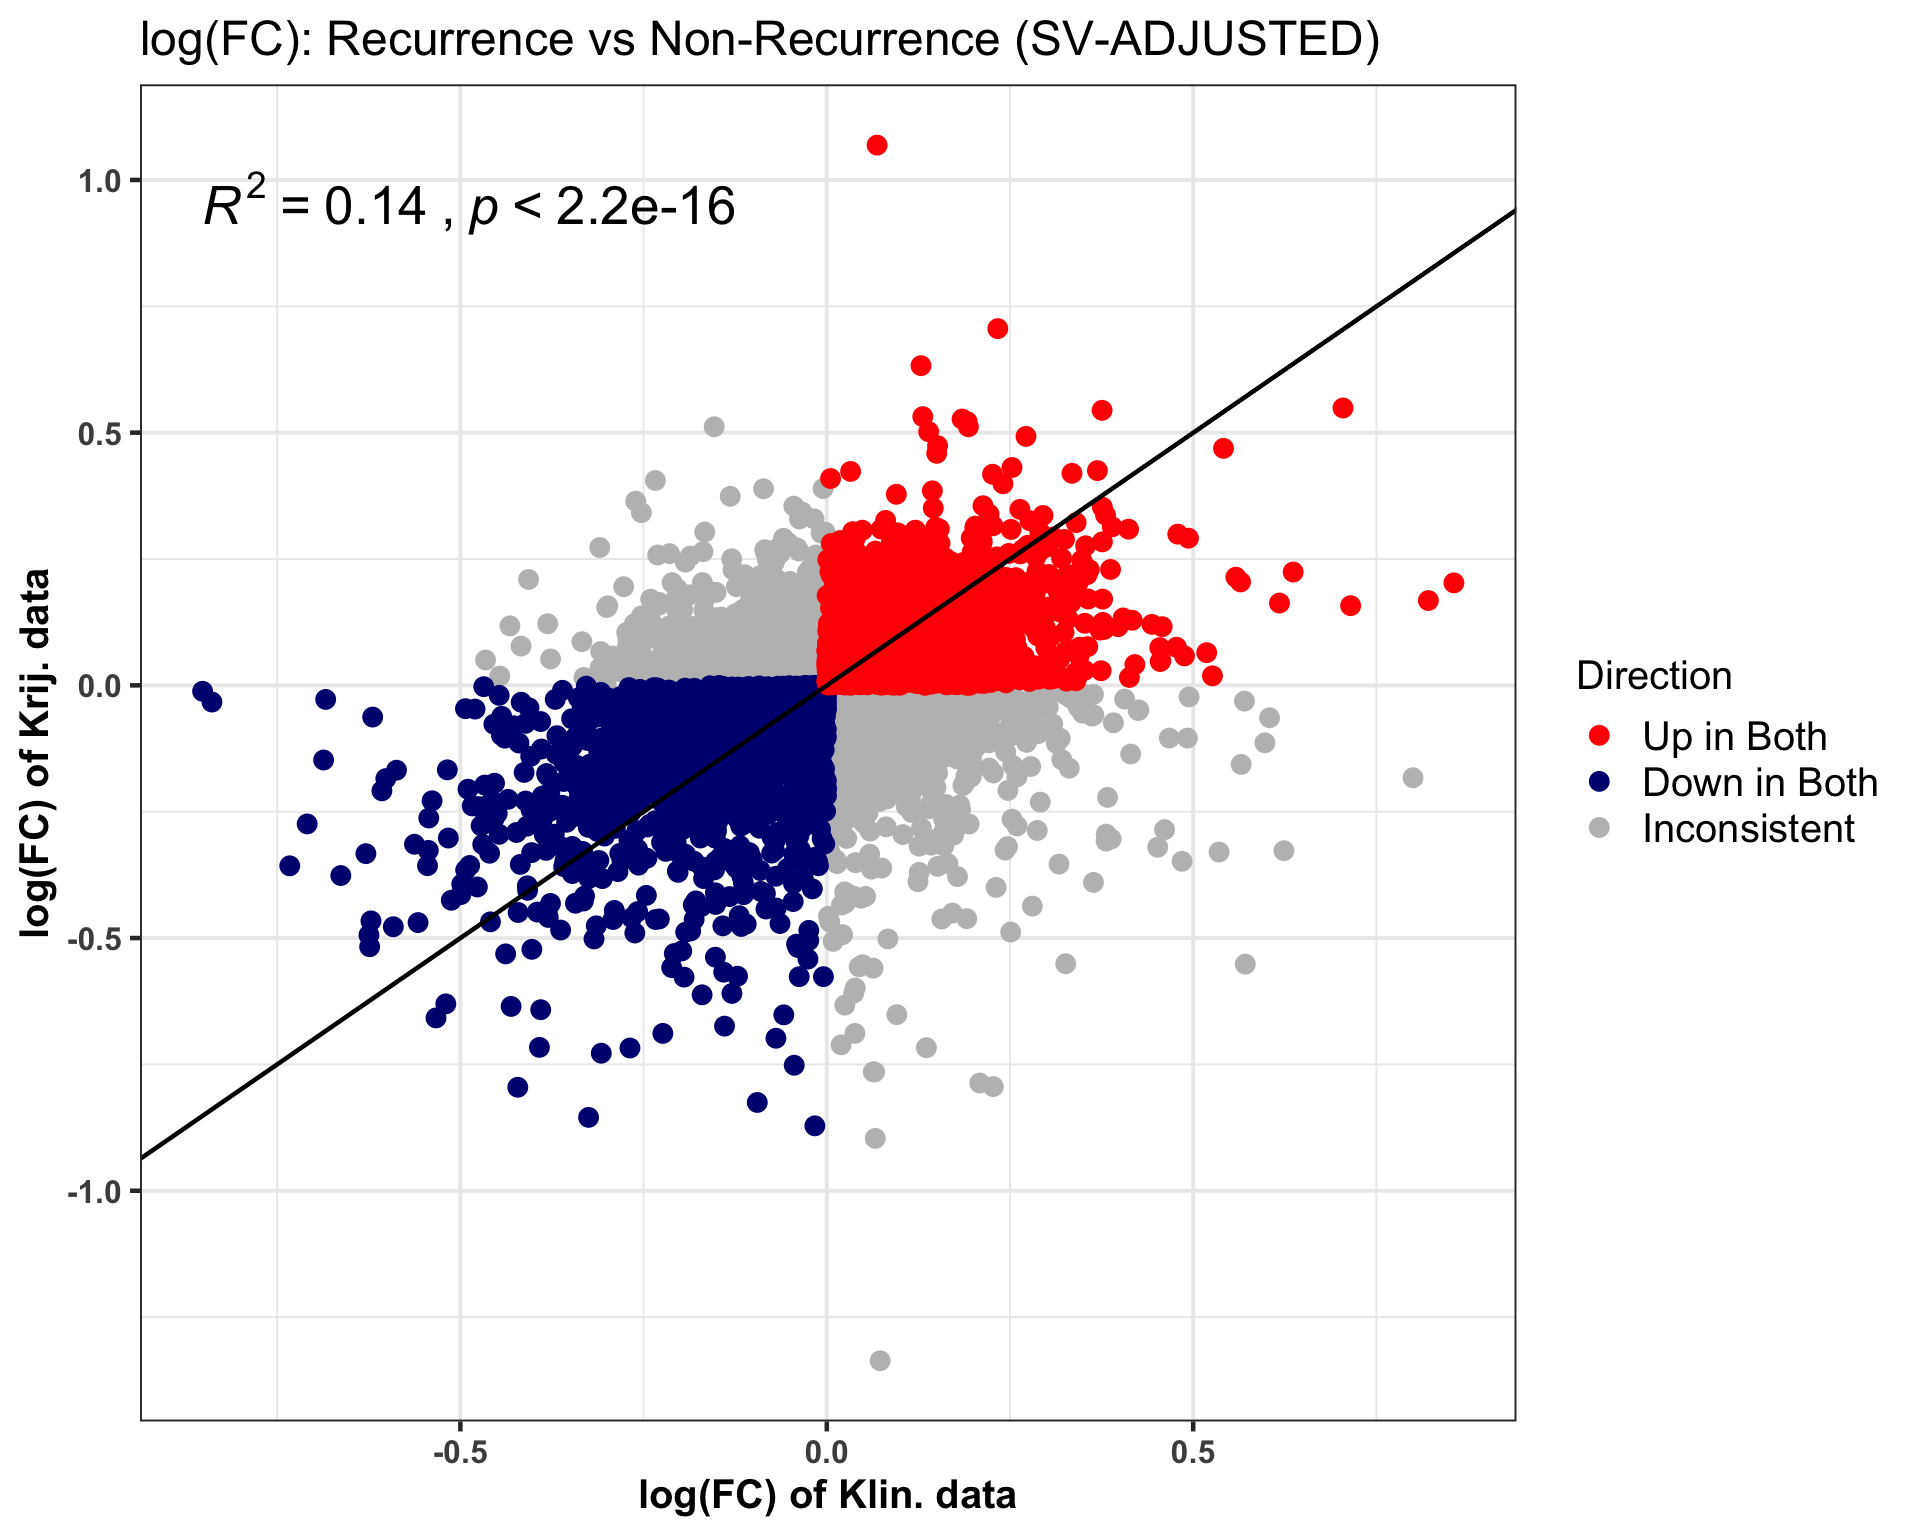 log(FC): Recurrence vs Non-Recurrence (SV-ADJUSTED)
R² = 0.14 , p < 2.2e-16
1.0
0.5
0.0
-0.5
-1.0
log(FC) of Krij. data
-0.5
0.0
0.5
log(FC) of Klin. data
Direction
Up in Both
Down in Both
Inconsistent